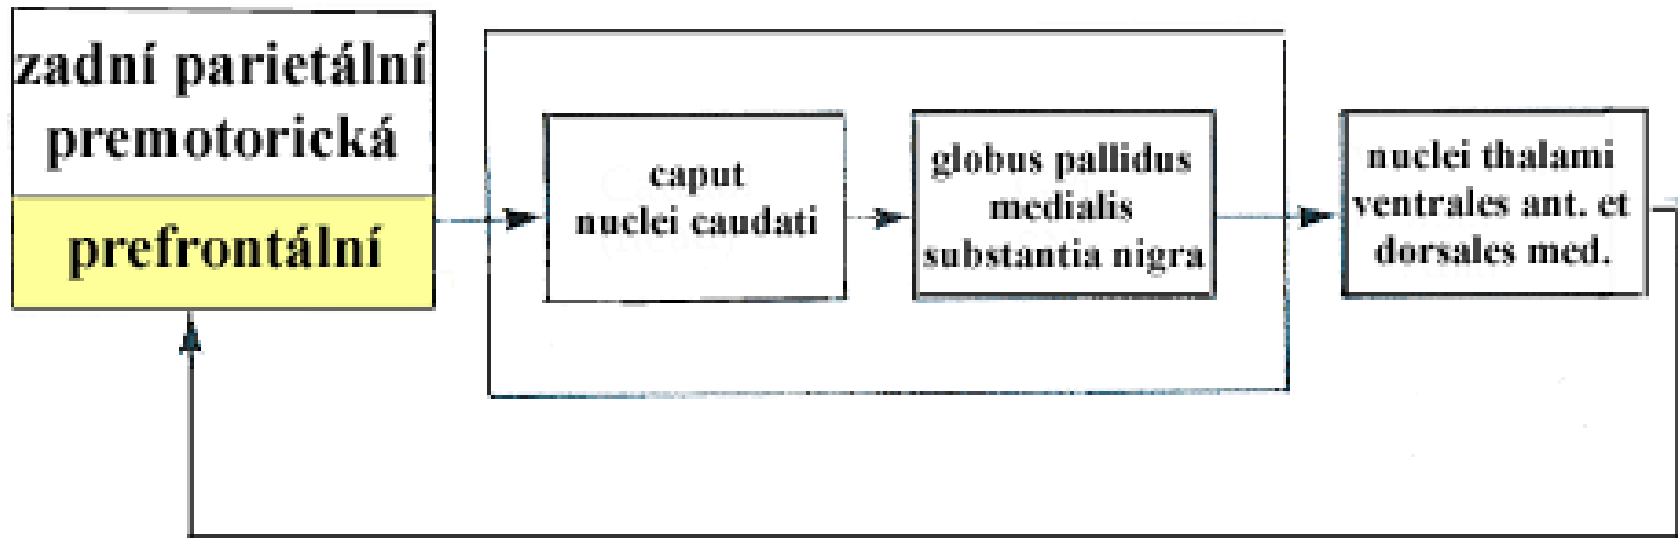 zadní parietální
premotorická
prefrontální
caput
nuclei caudati
globus pallidus
medialis
substantia nigra
nuclei thalami
ventrales ant. et
dorsales med.